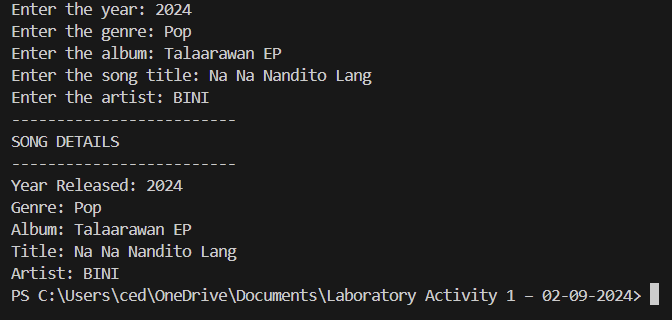 Enter the year: 2024
Enter the genre: Pop
Enter the album: Talaarawan EP
Enter the song title: Na Na Nandito Lang
Enter the artist: BINI
-------------------------
SONG DETAILS
-------------------------
Year Released: 2024
Genre: Pop
Album: Talaarawan EP
Title: Na Na Nandito Lang
Artist: BINI
PS C:\Users\ced\OneDrive\Documents\Laboratory Activity 1 – 02-09-2024>